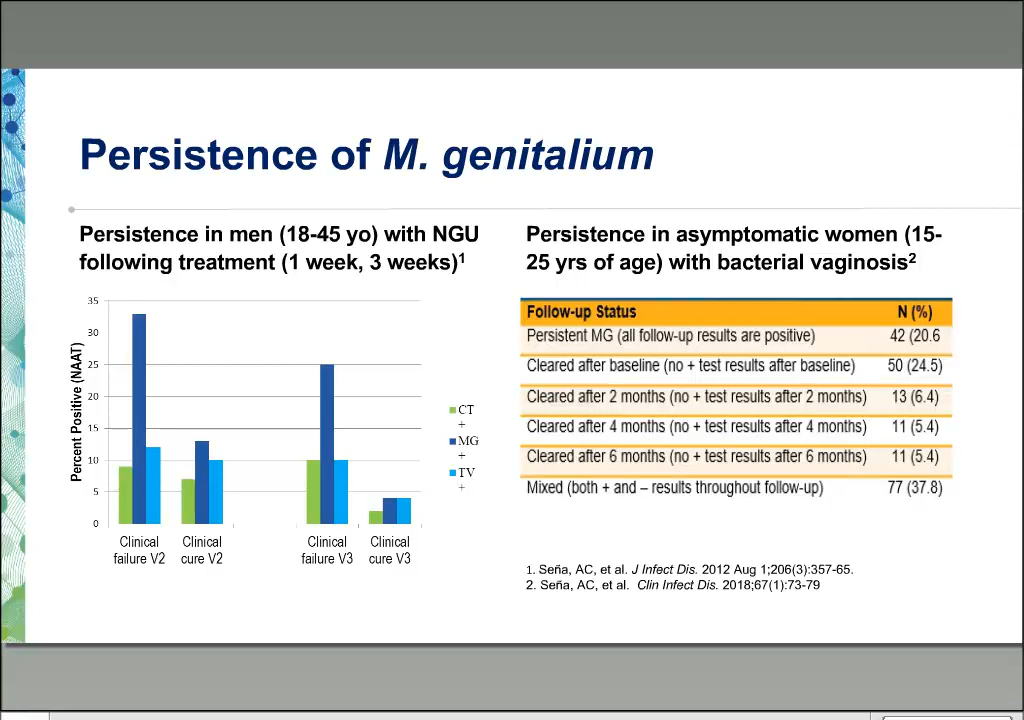 Persistence of M. genitalium
Persistence in men (18-45 yo) with NGU
following treatment (1 week, 3 weeks)1
Percent Positive (NAAT)
35
30
25
20
15
10
5
0
Clinical failure V2
Clinical cure V2
Clinical failure V3
Clinical cure V3
CT +
MG +
TV +
Persistence in asymptomatic women (15-
25 yrs of age) with bacterial vaginosis2
Follow-up Status N (%)
Persistent MG (all follow-up results are positive) 42 (20.6
Cleared after baseline (no + test results after baseline) 50 (24.5)
Cleared after 2 months (no + test results after 2 months) 13 (6.4)
Cleared after 4 months (no + test results after 4 months) 11 (5.4)
Cleared after 6 months (no + test results after 6 months) 11 (5.4)
Mixed (both + and – results throughout follow-up) 77 (37.8)
1. Seña, AC, et al. J Infect Dis. 2012 Aug 1;206(3):357-65.
2. Seña, AC, et al. Clin Infect Dis. 2018;67(1):73-79